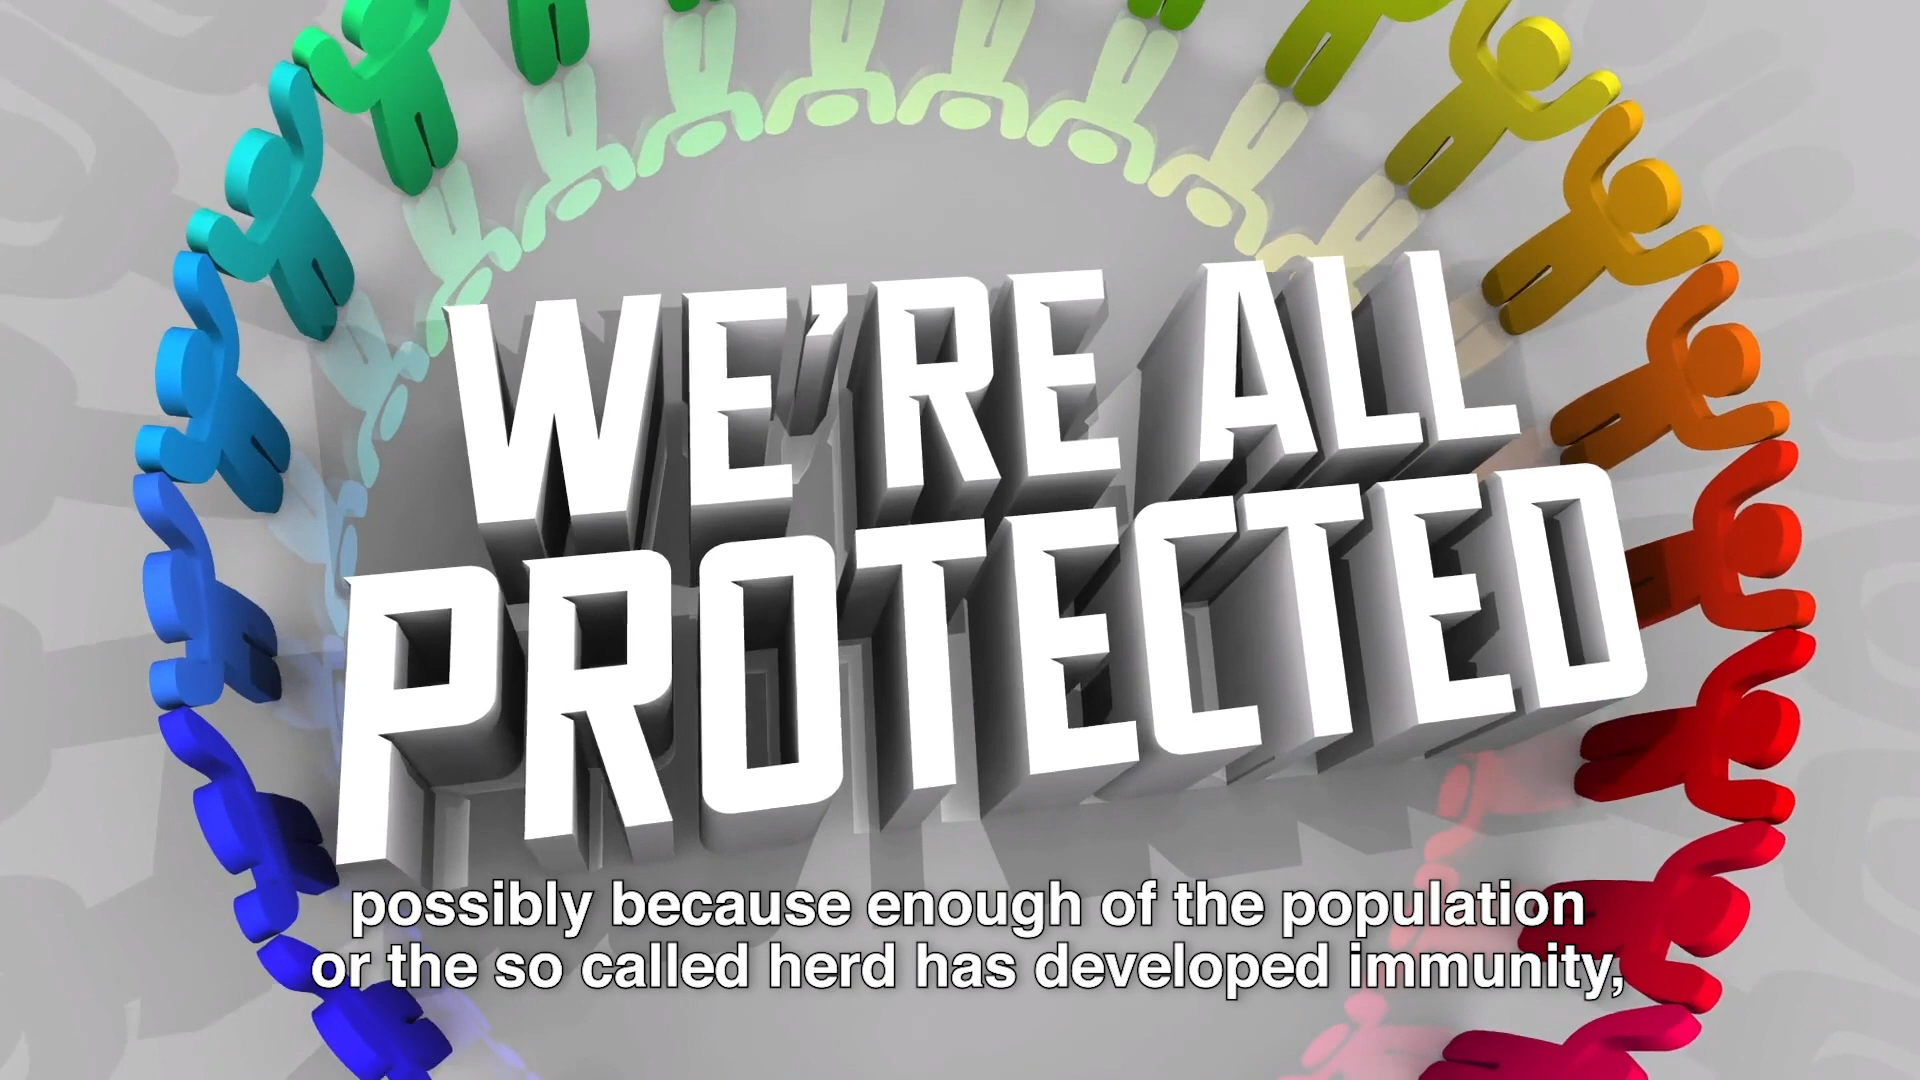 WE'RE ALL
PROTECTED
possibly because enough of the population
or the so called herd has developed immunity,